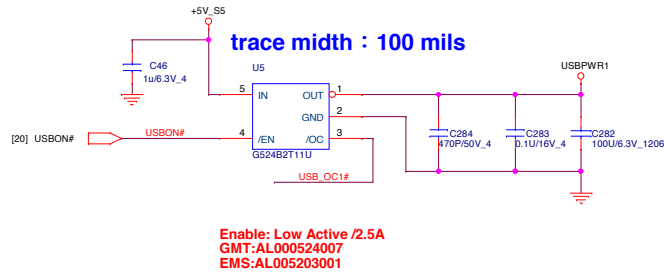 +5V_S5
trace midth：100 mils
C46
1u/6.3V_4
U5
USBPWR1
5 IN OUT 1
GND 2
[20] USBON# USBON# 4 /EN /OC 3
G524B2T11U
USB_OC1#
C284
470P/50V_4
C283
0.1U/16V_4
C282
100U/6.3V_1206
Enable: Low Active /2.5A
GMT:AL000524007
EMS:AL005203001